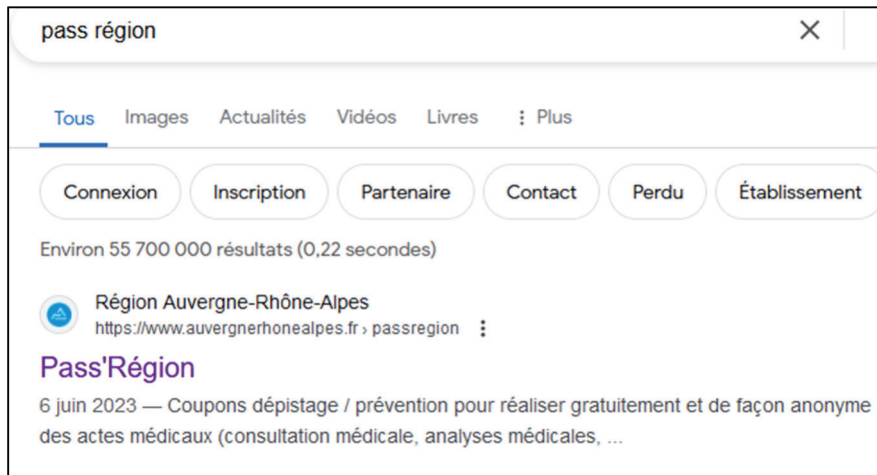 pass région
Tous Images Actualités Vidéos Livres Plus
Connexion Inscription Partenaire Contact Perdu Établissement
Environ 55 700 000 résultats (0,22 secondes)
Région Auvergne-Rhône-Alpes
https://www.auvergnerhonealpes.fr › passregion
Pass'Région
6 juin 2023 — Coupons dépistage / prévention pour réaliser gratuitement et de façon anonyme
des actes médicaux (consultation médicale, analyses médicales, ...